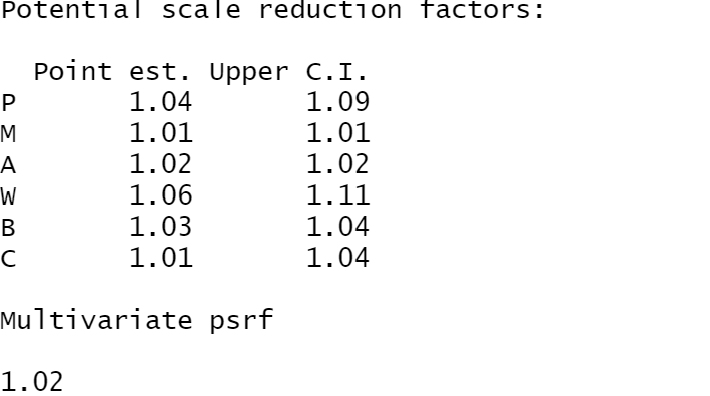 Potential scale reduction factors:
Point est. Upper C.I.
P 1.04 1.09
M 1.01 1.01
A 1.02 1.02
W 1.06 1.11
B 1.03 1.04
C 1.01 1.04
Multivariate psrf
1.02